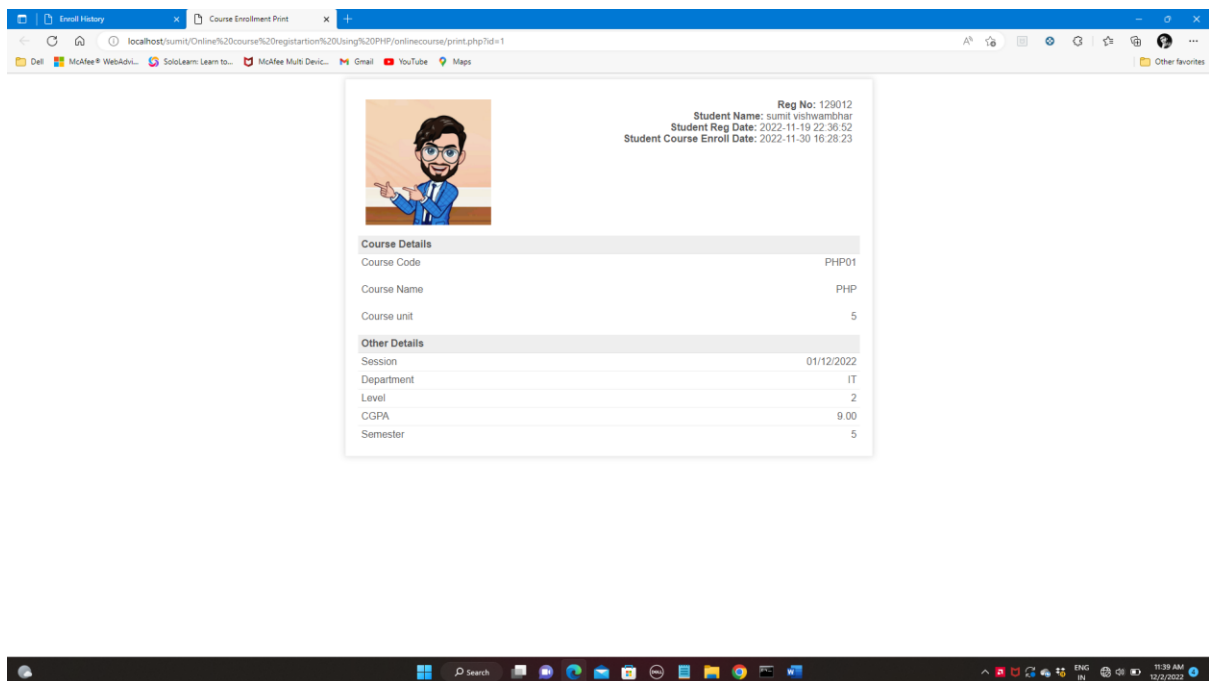 Enroll History
Course Enrollment Print
localhost/sumit/Online%20course%20registartion%20Using%20PHP/onlinecourse/print.php?id=1
Dell McAfee® WebAdvi... SoloLearn: Learn to... McAfee Multi Devic... Gmail YouTube Maps Other favorites
Reg No: 129012
Student Name: sumit vishwambhar
Student Reg Date: 2022-11-19 22:36:52
Student Course Enroll Date: 2022-11-30 16:28:23
Course Details
Course Code PHP01
Course Name PHP
Course unit 5
Other Details
Session 01/12/2022
Department IT
Level 2
CGPA 9.00
Semester 5
Search
ENG
IN
11:39 AM
12/2/2022
4